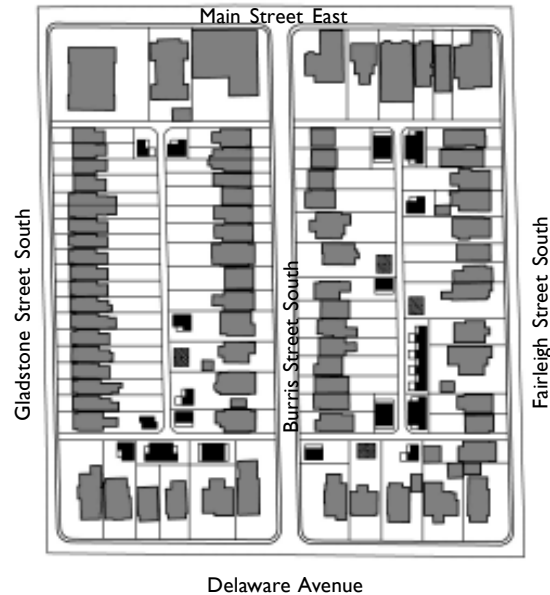 Main Street East
Gladstone Street South
Burris Street South
Fairleigh Street South
Delaware Avenue